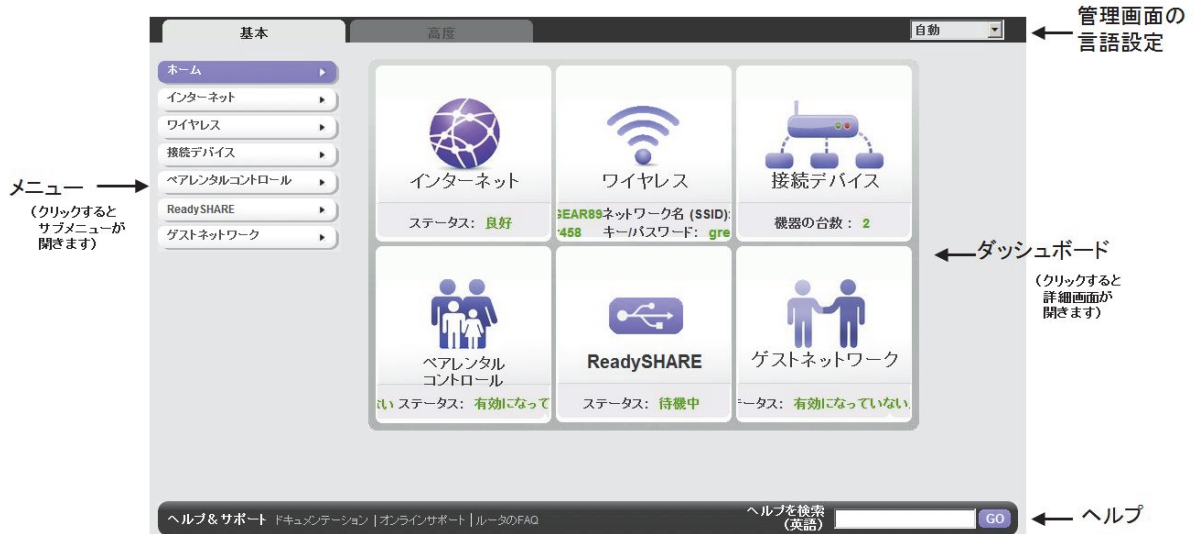 管理画面の
言語設定
基本
高度
自動
ホーム
インターネット
ワイヤレス
接続デバイス
ペアレンタルコントロール
ReadySHARE
ゲストネットワーク
メニュー
(クリックすると
サブメニューが
開きます)
インターネット
ステータス: 良好
ワイヤレス
GEAR89ネットワーク名 (SSID):
458 キー/パスワード: gre
接続デバイス
機器の台数 : 2
ダッシュボード
(クリックすると
詳細画面が
開きます)
ペアレンタル
コントロール
い ステータス: 有効になって
ReadySHARE
ステータス: 待機中
ゲストネットワーク
ータス: 有効になっていない
ヘルプ&サポート ドキュメンテーション | オンラインサポート | ルータのFAQ
ヘルプを検索
(英語)
GO
ヘルプ